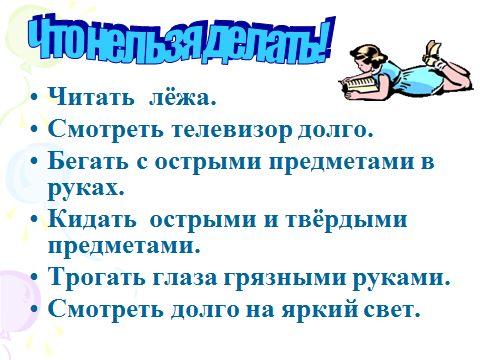 Что нельзя делать!
• Читать лёжа.
• Смотреть телевизор долго.
• Бегать с острыми предметами в
руках.
• Кидать острыми и твёрдыми
предметами.
• Трогать глаза грязными руками.
• Смотреть долго на яркий свет.